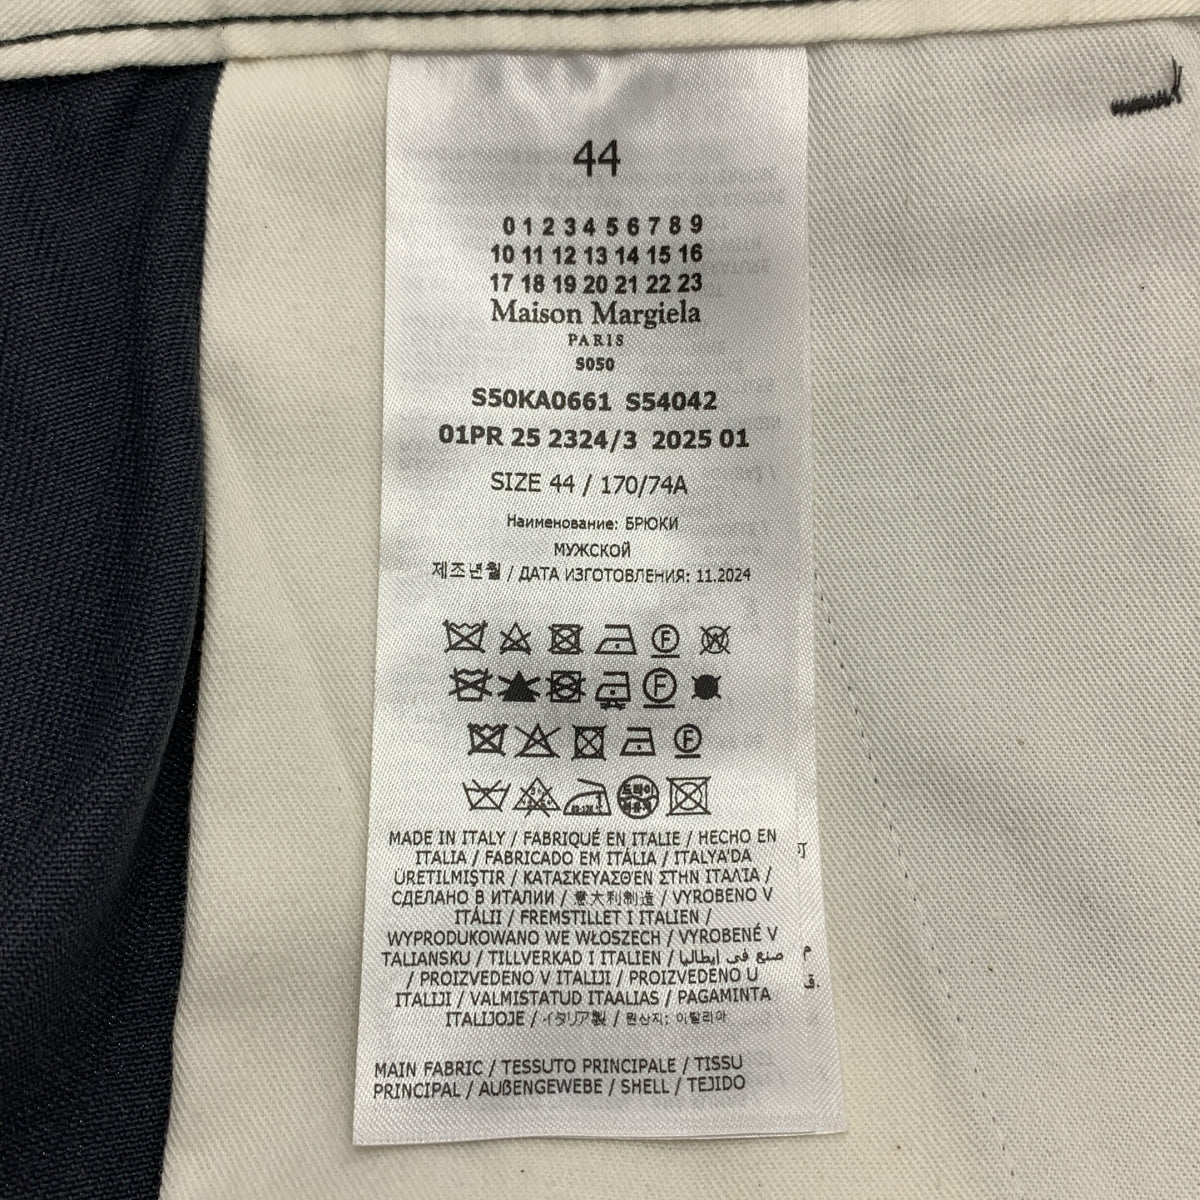 44
0 1 2 3 4 5 6 7 8 9
10 11 12 13 14 15 16
17 18 19 20 21 22 23
Maison Margiela
PARIS
S050
S50KA0661 S54042
01PR 25 2324/3 2025 01
SIZE 44 / 170/74A
Наименование: БРЮКИ
МУЖСКОЙ
제조년월 / ДАТА ИЗГОТОВЛЕНИЯ: 11.2024
F
W
F
F
드라이
MADE IN ITALY / FABRIQUÉ EN ITALIE / HECHO EN
ITALIA / FABRICADO EM ITÁLIA / ITALYA'DA
ÜRETILMIŞTIR / ΚΑΤΑΣΚΕΥΑΣΘΈΝ ΣΤΗΝ ΙΤΑΛΊΑ /
СДЕЛАНО В ИТАЛИИ / 意大利制造 / VYROBENO V
ITÁLII / FREMSTILLET I ITALIEN /
WYPRODUKOWANO WE WŁOSZECH / VYROBENÉ V
TALIANSKU / TILLVERKAD I ITALIEN / صنع في إيطاليا
/ PROIZVEDENO V ITALIJI / PROIZVEDENO U
ITALIJI / VALMISTATUD ITAALIAS / PAGAMINTA
ITALIJOJE / イタリア製 / 원산지: 이탈리아
MAIN FABRIC / TESSUTO PRINCIPALE / TISSU
PRINCIPAL / AUßENGEWEBE / SHELL / TEJIDO